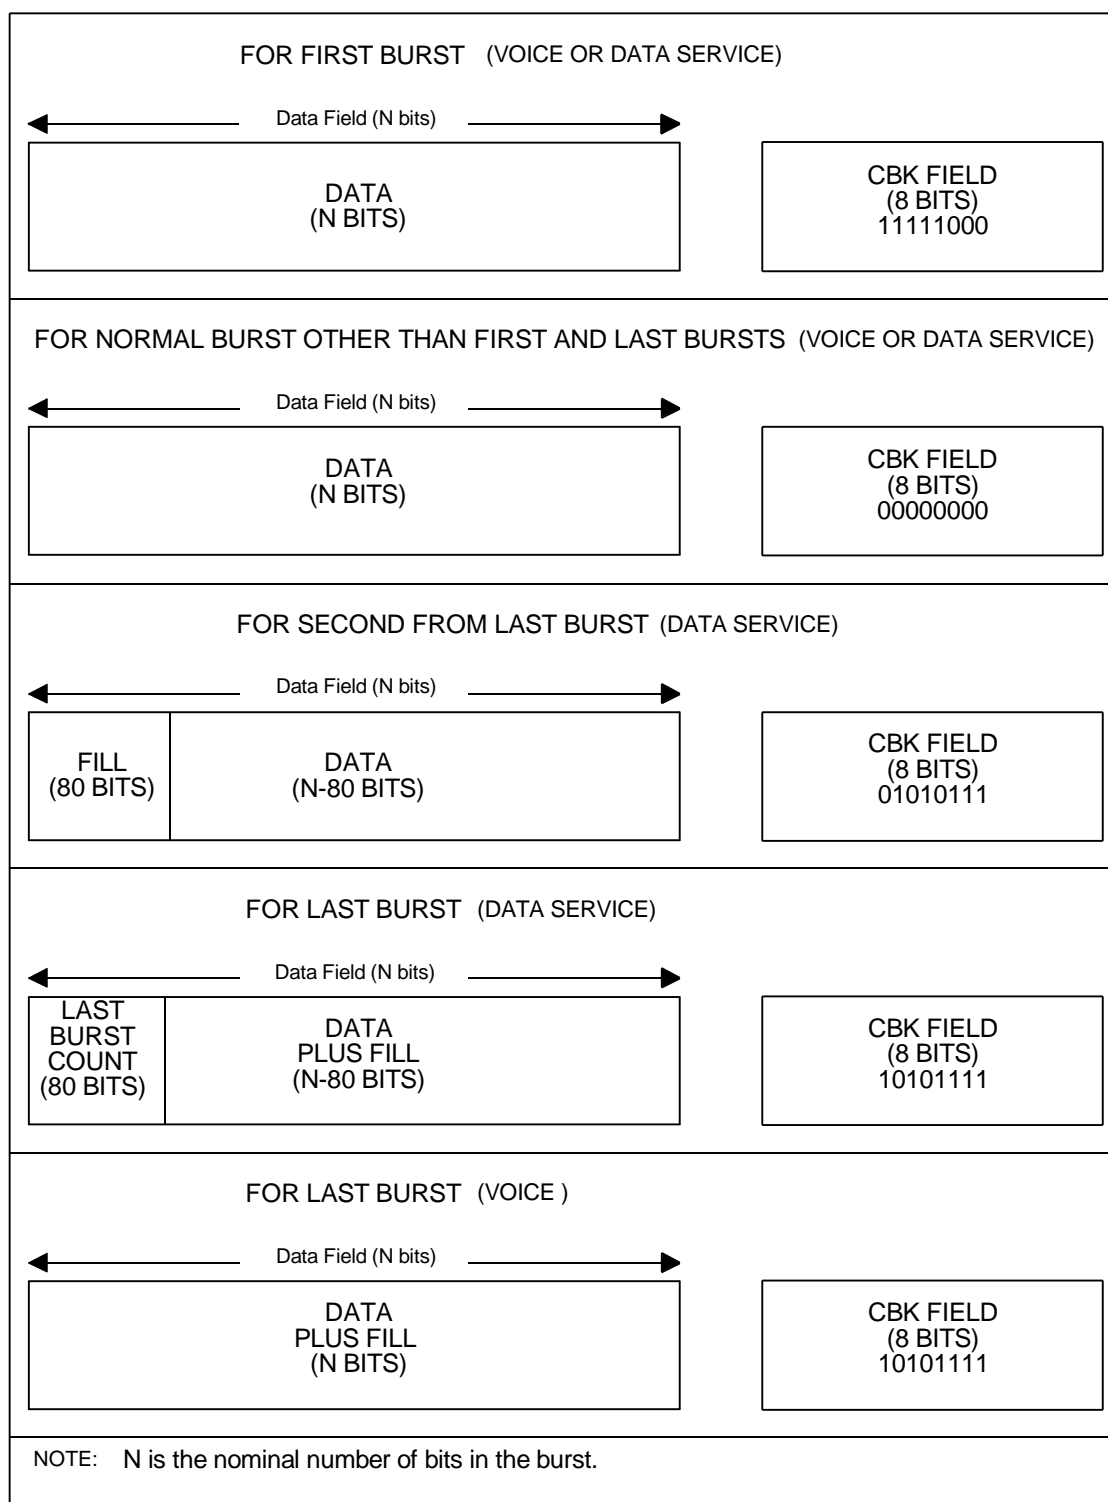 FOR FIRST BURST (VOICE OR DATA SERVICE)
Data Field (N bits)
DATA
(N BITS)
CBK FIELD
(8 BITS)
11111000
FOR NORMAL BURST OTHER THAN FIRST AND LAST BURSTS (VOICE OR DATA SERVICE)
Data Field (N bits)
DATA
(N BITS)
CBK FIELD
(8 BITS)
00000000
FOR SECOND FROM LAST BURST (DATA SERVICE)
Data Field (N bits)
FILL
(80 BITS)
DATA
(N-80 BITS)
CBK FIELD
(8 BITS)
01010111
FOR LAST BURST (DATA SERVICE)
Data Field (N bits)
LAST
BURST
COUNT
(80 BITS)
DATA
PLUS FILL
(N-80 BITS)
CBK FIELD
(8 BITS)
10101111
FOR LAST BURST (VOICE )
Data Field (N bits)
DATA
PLUS FILL
(N BITS)
CBK FIELD
(8 BITS)
10101111
NOTE: N is the nominal number of bits in the burst.